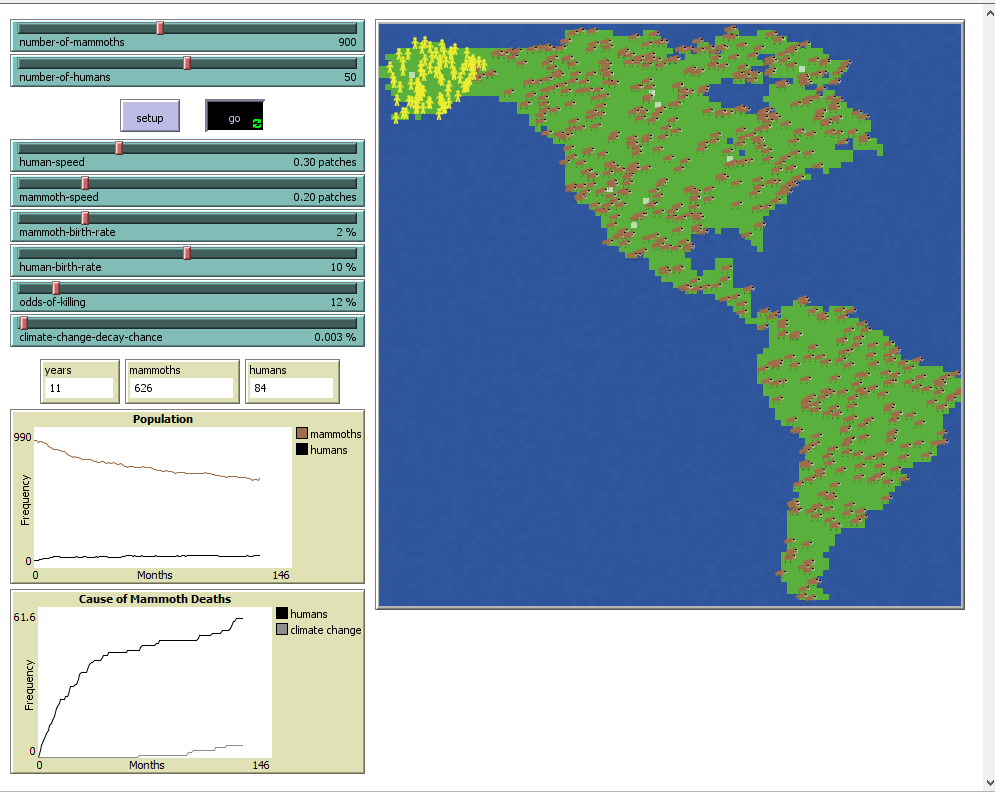 number-of-mammoths 900
number-of-humans 50
setup go
human-speed 0.30 patches
mammoth-speed 0.20 patches
mammoth-birth-rate 2 %
human-birth-rate 10 %
odds-of-killing 12 %
climate-change-decay-chance 0.003 %
years mammoths humans
11 626 84
Population
990
mammoths
humans
Frequency
0
0 Months 146
Cause of Mammoth Deaths
61.6
humans
climate change
Frequency
0
0 Months 146